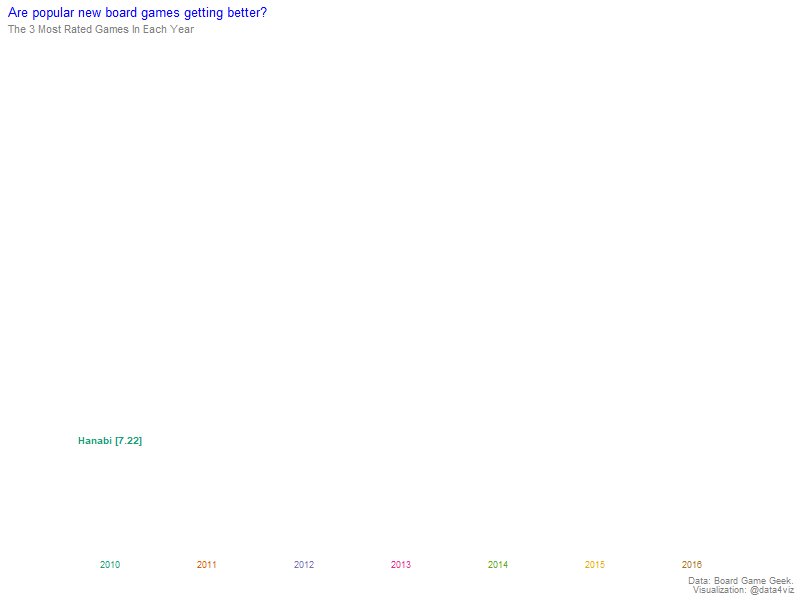 Are popular new board games getting better?
The 3 Most Rated Games In Each Year
Hanabi [7.22]
2010 2011 2012 2013 2014 2015 2016
Data: Board Game Geek.
Visualization: @data4viz